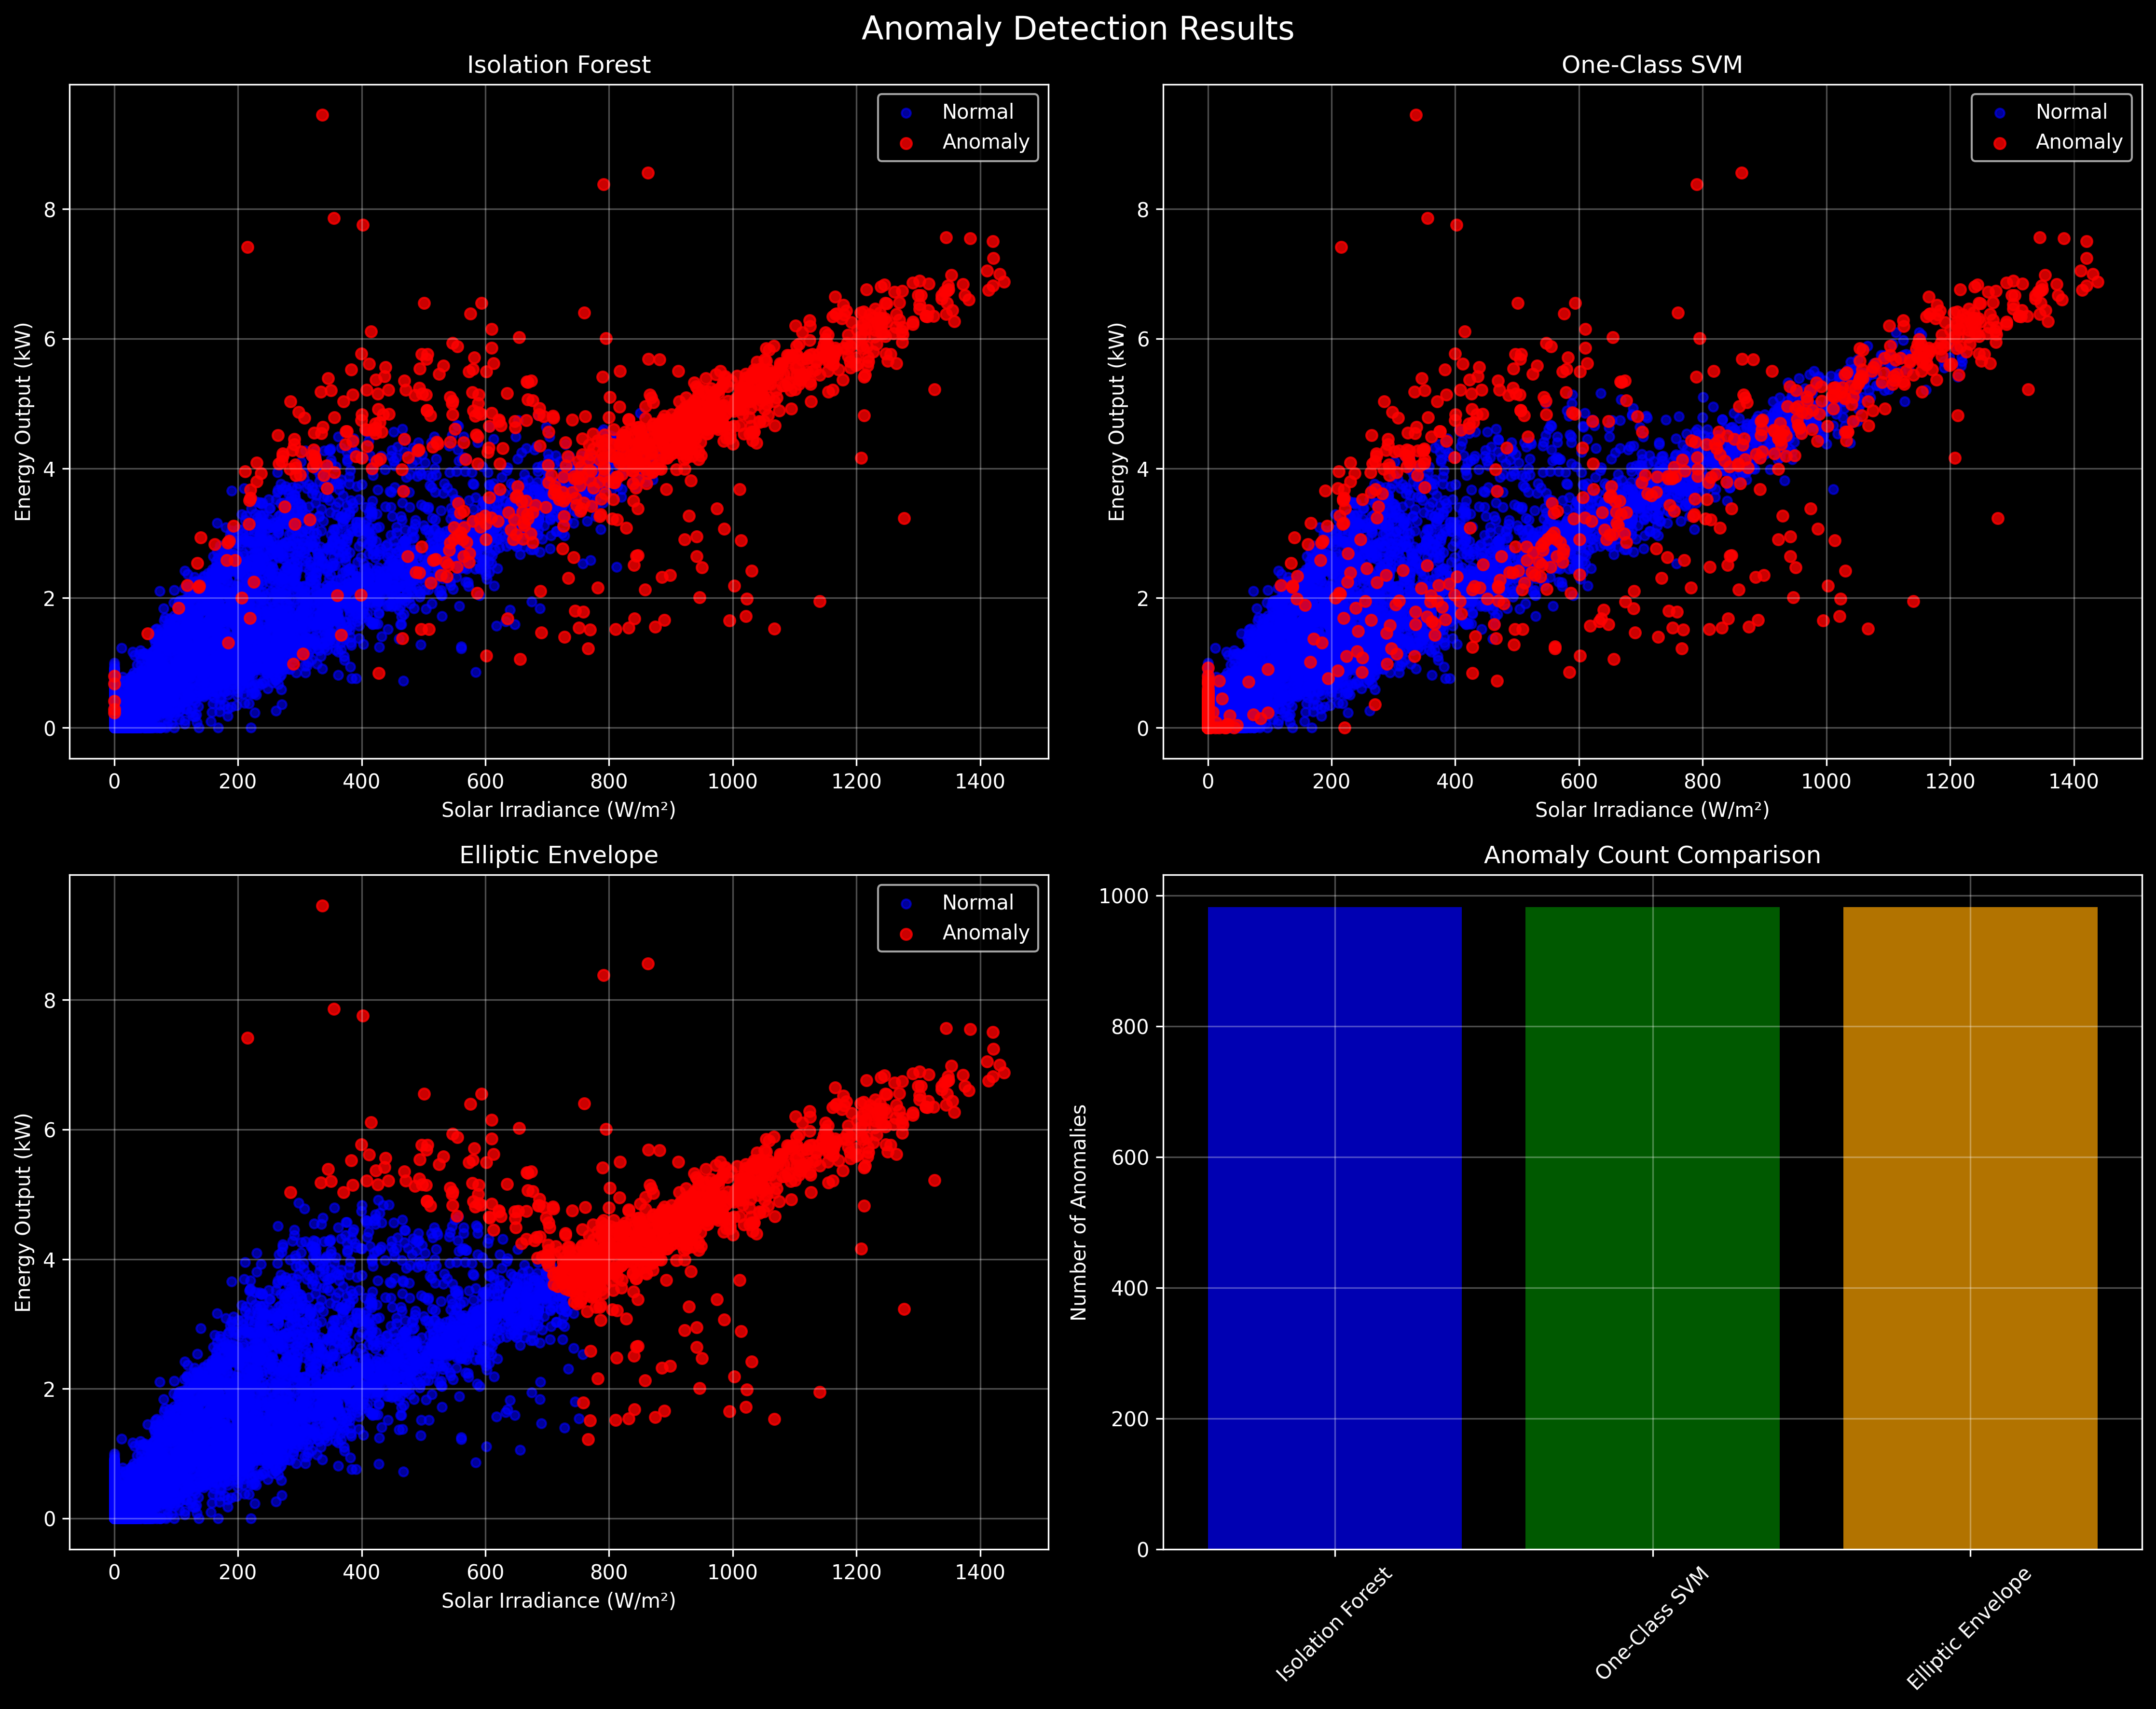 Anomaly Detection Results
Isolation Forest
Normal
Anomaly
8
6
4
2
0
Energy Output (kW)
0 200 400 600 800 1000 1200 1400
Solar Irradiance (W/m²)
One-Class SVM
Normal
Anomaly
8
6
4
2
0
Energy Output (kW)
0 200 400 600 800 1000 1200 1400
Solar Irradiance (W/m²)
Elliptic Envelope
Normal
Anomaly
8
6
4
2
0
Energy Output (kW)
0 200 400 600 800 1000 1200 1400
Solar Irradiance (W/m²)
Anomaly Count Comparison
1000
800
600
400
200
0
Number of Anomalies
Isolation Forest
One-Class SVM
Elliptic Envelope